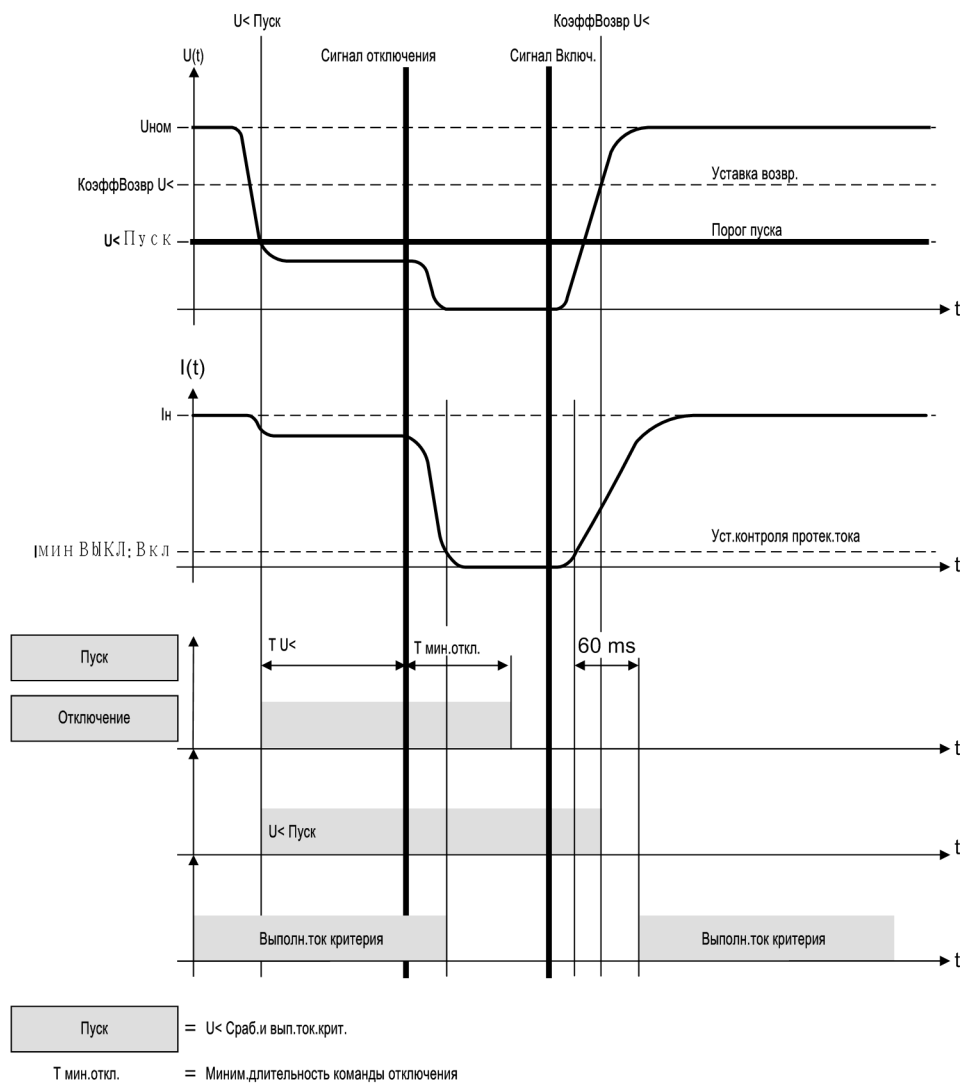 U< Пуск
КоэффВозвр U<
U(t)
Сигнал отключения
Сигнал Включ.
Uном
КоэффВозвр U<
Уставка возвр.
U< Пуск
Порог пуска
t
I(t)
Iн
Iмин ВЫКЛ: Вкл
Уст.контроля протек.тока
t
Пуск
T U<
T мин.откл.
60 ms
Отключение
t
U< Пуск
t
Выполн.ток критерия
Выполн.ток критерия
t
Пуск = U< Сраб.и вып.ток.крит.
T мин.откл. = Миним.длительность команды отключения